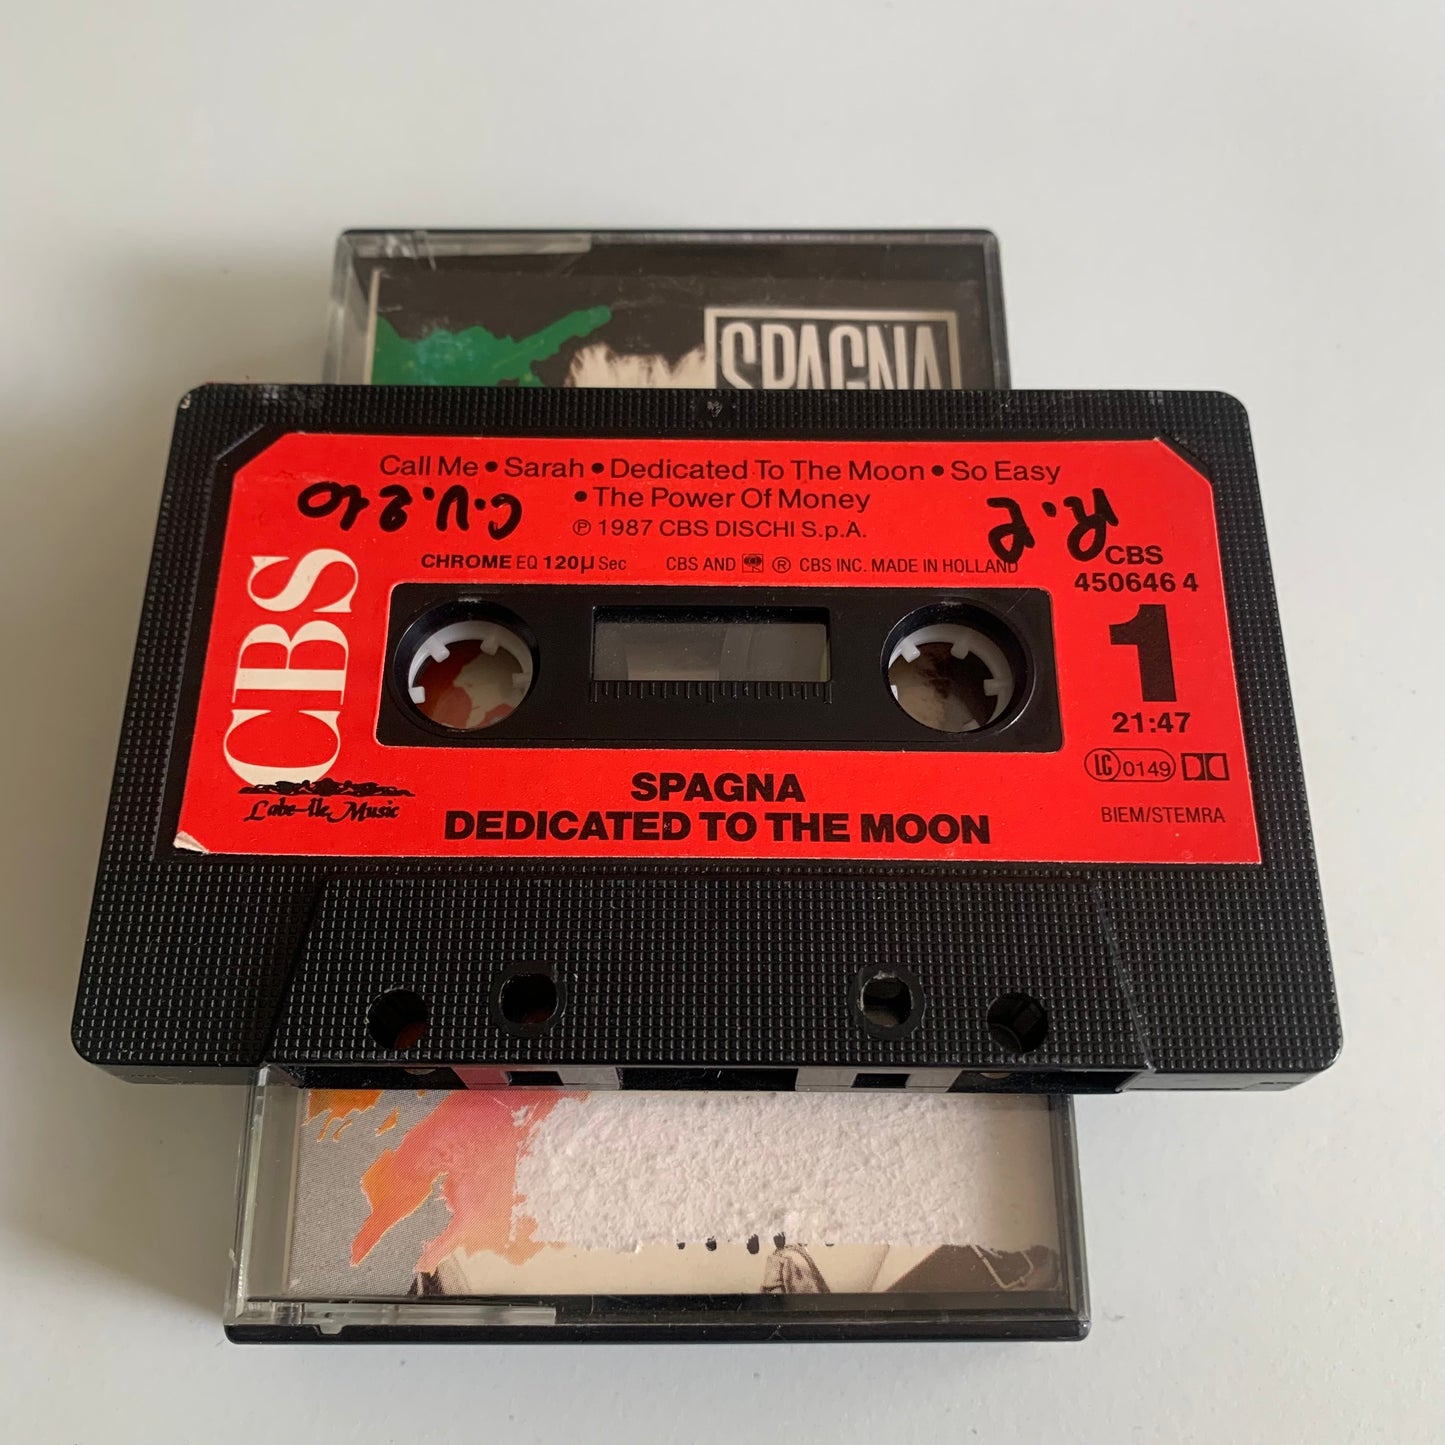 SPAGNA
Call Me • Sarah • Dedicated To The Moon • So Easy
• The Power Of Money
℗ 1987 CBS DISCHI S.p.A.
CHROME EQ 120µ Sec CBS AND ® CBS INC. MADE IN HOLLAND
CBS
450646 4
1
21:47
LC 0149
BIEM/STEMRA
CBS
L'abe-lle Music
SPAGNA
DEDICATED TO THE MOON